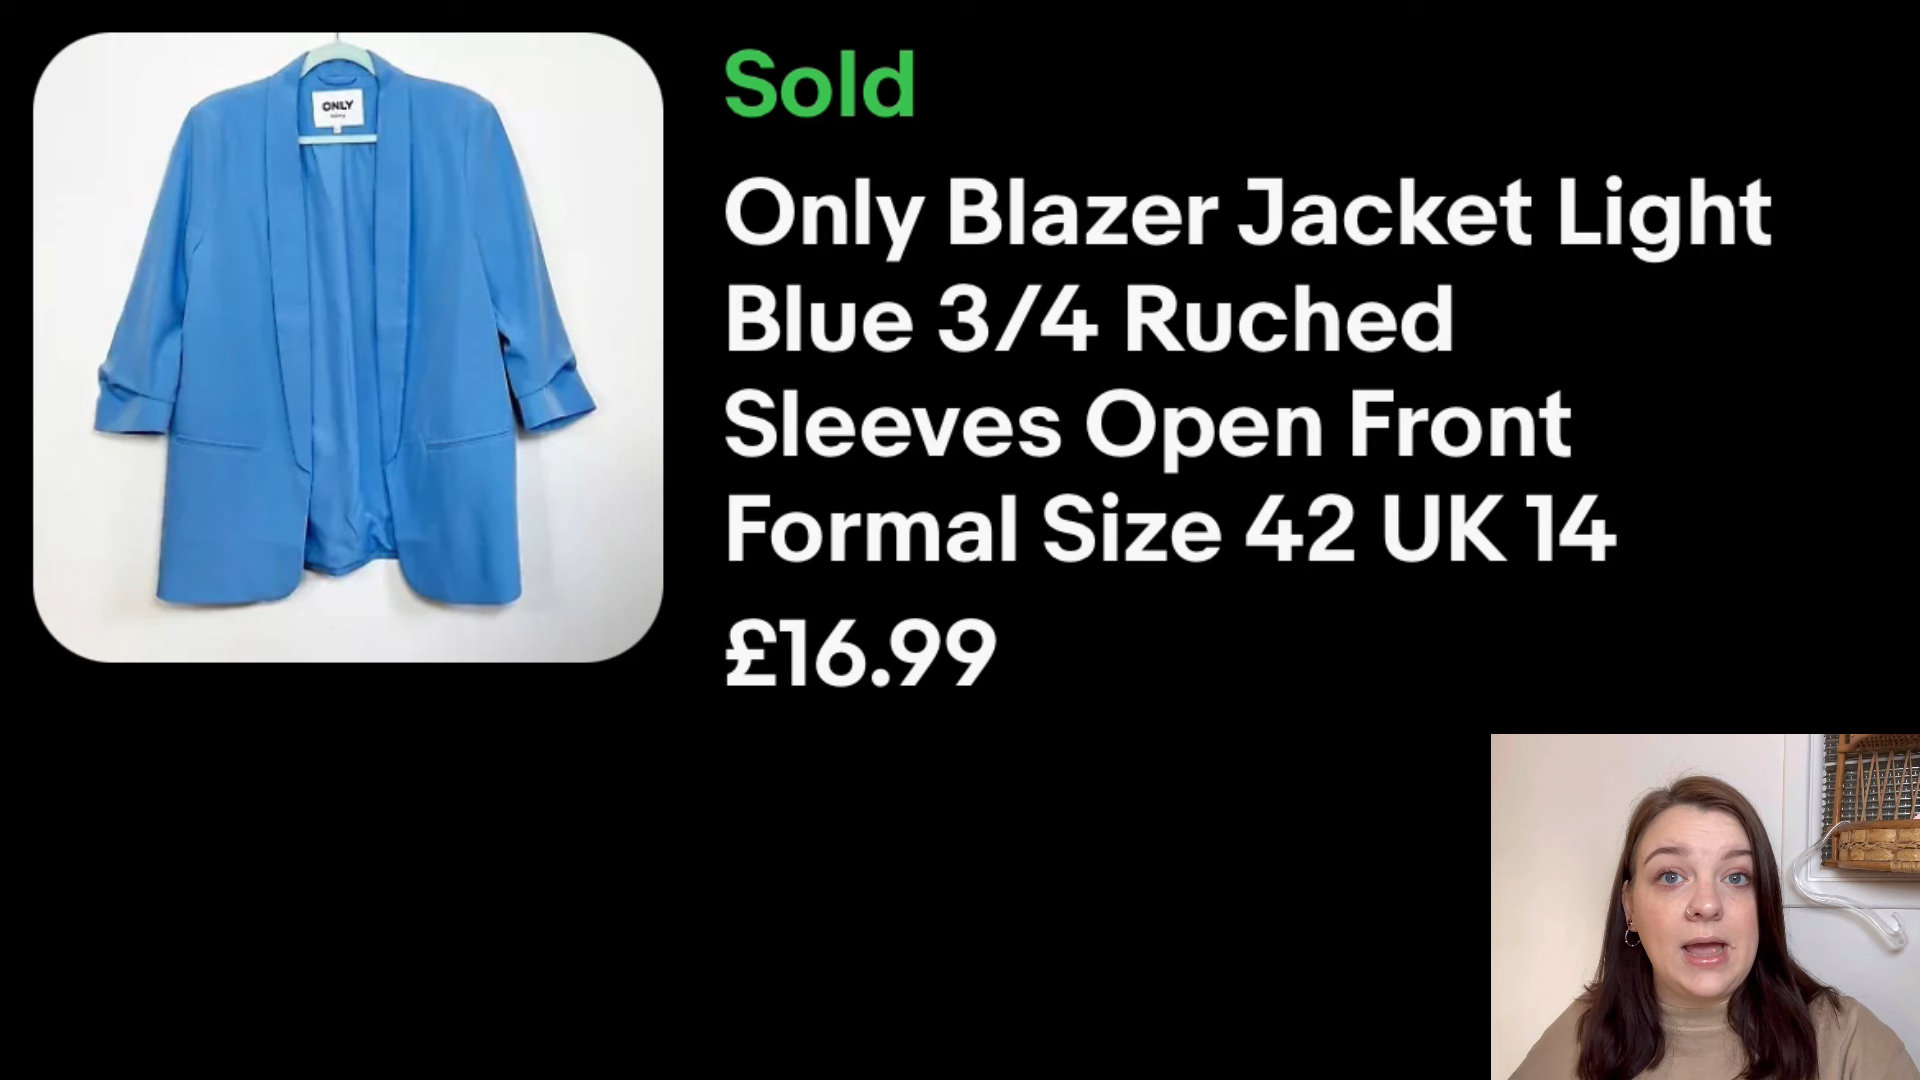 ONLY
Sold
Only Blazer Jacket Light
Blue 3/4 Ruched
Sleeves Open Front
Formal Size 42 UK 14
£16.99